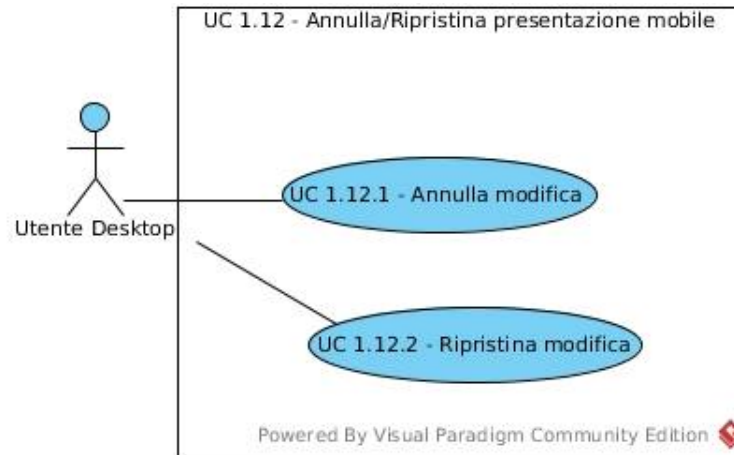 UC 1.12 - Annulla/Ripristina presentazione mobile
UC 1.12.1 - Annulla modifica
Utente Desktop
UC 1.12.2 - Ripristina modifica
Powered By Visual Paradigm Community Edition